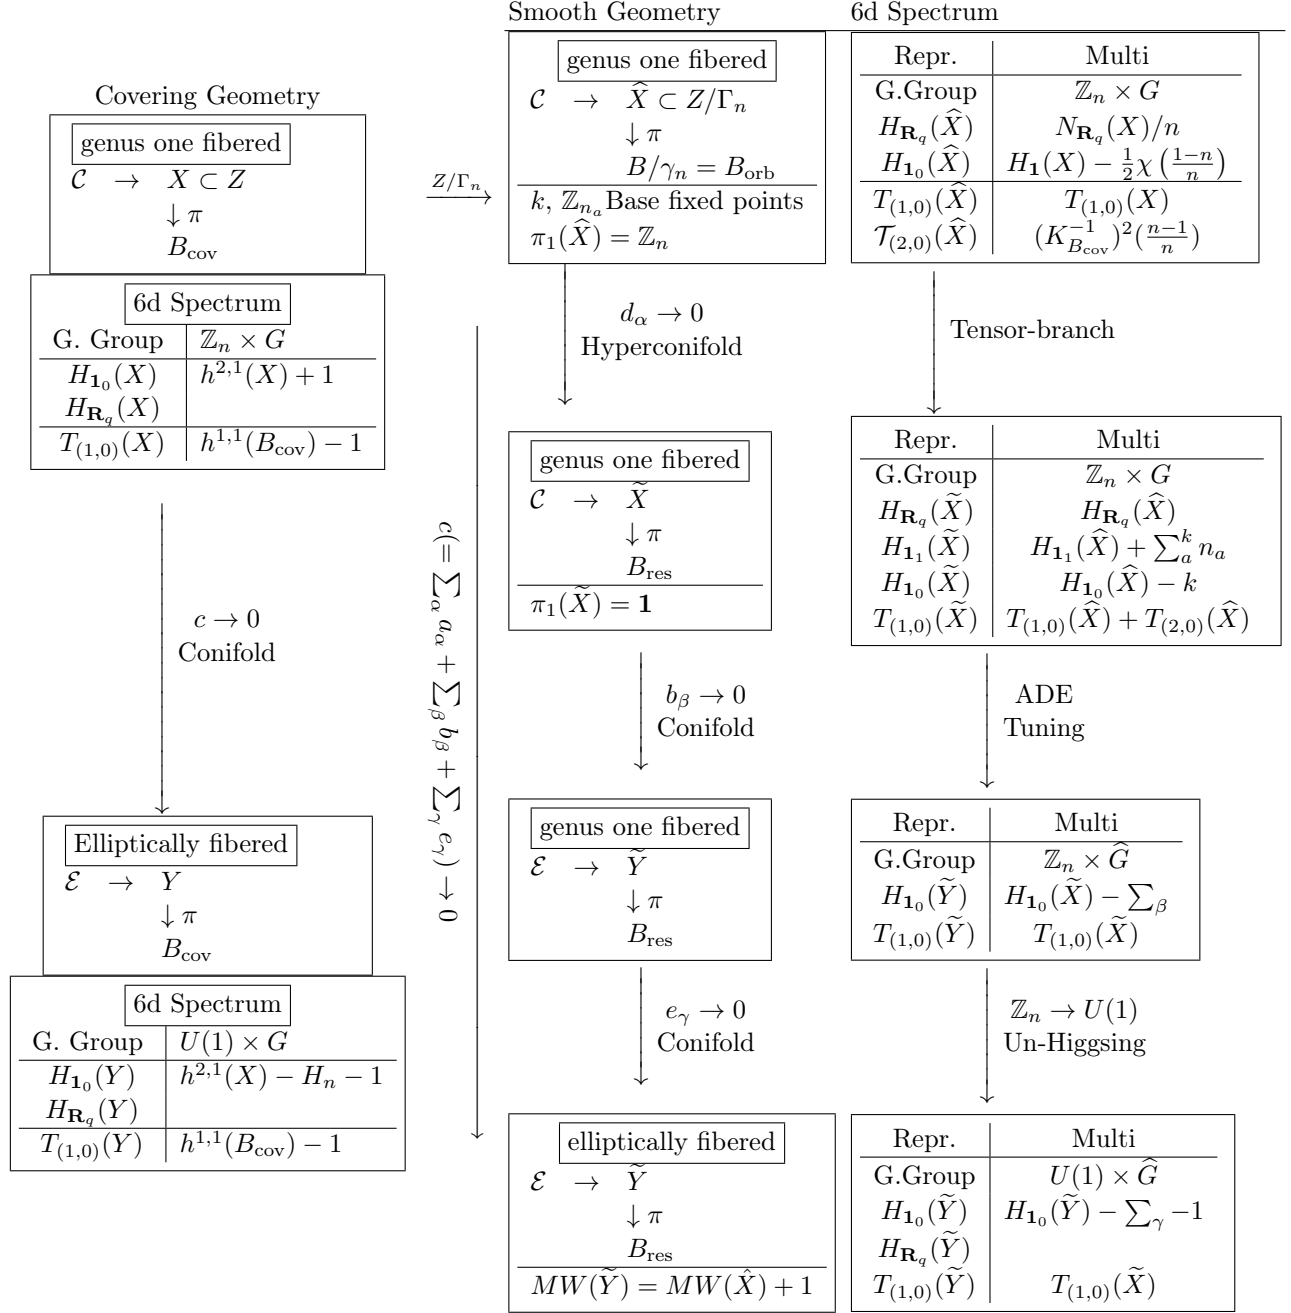 Covering Geometry
genus one fibered
𝒞 → X ⊂ Z
↓ π
B_cov
6d Spectrum
G. Group | ℤ_n × G
H_{𝟏_0}(X) | h^{2,1}(X) + 1
H_{𝐑_q}(X) |
T_{(1,0)}(X) | h^{1,1}(B_cov) − 1
c → 0
Conifold
Elliptically fibered
ℰ → Y
↓ π
B_cov
6d Spectrum
G. Group | U(1) × G
H_{𝟏_0}(Y) | h^{2,1}(X) − H_n − 1
H_{𝐑_q}(Y) |
T_{(1,0)}(Y) | h^{1,1}(B_cov) − 1
Z/Γ_n
c(= ∑_α a_α + ∑_β b_β + ∑_γ e_γ) → 0
Smooth Geometry
genus one fibered
𝒞 → X̂ ⊂ Z/Γ_n
↓ π
B/γ_n = B_orb
k, ℤ_{n_a} Base fixed points
π_1(X̂) = ℤ_n
d_α → 0
Hyperconifold
genus one fibered
𝒞 → X̃
↓ π
B_res
π_1(X̃) = 𝟏
b_β → 0
Conifold
genus one fibered
ℰ → Ỹ
↓ π
B_res
e_γ → 0
Conifold
elliptically fibered
ℰ → Ỹ
↓ π
B_res
MW(Ỹ) = MW(X̂) + 1
6d Spectrum
Repr. | Multi
G.Group | ℤ_n × G
H_{𝐑_q}(X̂) | N_{𝐑_q}(X)/n
H_{𝟏_0}(X̂) | H_𝟏(X) − ½χ((1−n)/n)
T_{(1,0)}(X̂) | T_{(1,0)}(X)
𝒯_{(2,0)}(X̂) | (K^{−1}_{B_cov})^2((n−1)/n)
Tensor-branch
Repr. | Multi
G.Group | ℤ_n × G
H_{𝐑_q}(X̃) | H_{𝐑_q}(X̂)
H_{𝟏_1}(X̃) | H_{𝟏_1}(X̂) + ∑_a^k n_a
H_{𝟏_0}(X̃) | H_{𝟏_0}(X̂) − k
T_{(1,0)}(X̃) | T_{(1,0)}(X̂) + T_{(2,0)}(X̂)
ADE
Tuning
Repr. | Multi
G.Group | ℤ_n × Ĝ
H_{𝟏_0}(Ỹ) | H_{𝟏_0}(X̃) − ∑_β
T_{(1,0)}(Ỹ) | T_{(1,0)}(X̃)
ℤ_n → U(1)
Un-Higgsing
Repr. | Multi
G.Group | U(1) × Ĝ
H_{𝟏_0}(Ỹ) | H_{𝟏_0}(Ỹ) − ∑_γ −1
H_{𝐑_q}(Ỹ) |
T_{(1,0)}(Ỹ) | T_{(1,0)}(X̃)